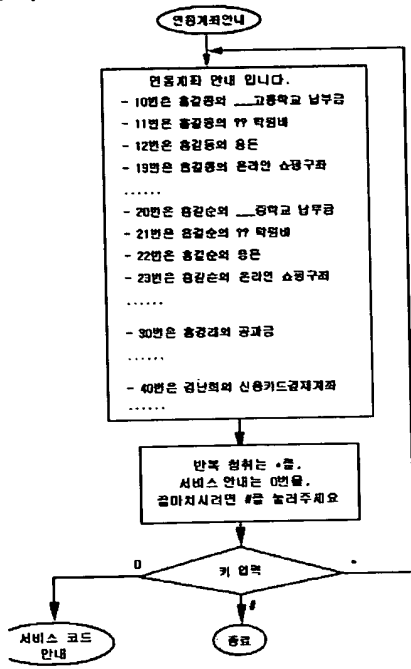 연동계좌안내
연동계좌 안내 입니다.
- 10번은 홍길동의 ___고등학교 납부금
- 11번은 홍길동의 ?? 학원비
- 12번은 홍길동의 용돈
- 19번은 홍길동의 온라인 쇼핑구좌
......
- 20번은 홍길순의 ___중학교 납부금
- 21번은 홍길순의 ?? 학원비
- 22번은 홍길순의 용돈
- 23번은 홍길순의 온라인 쇼핑구좌
......
- 30번은 홍경래의 공과금
......
- 40번은 김난희의 신용카드결제계좌
......
반복 청취는 *를,
서비스 안내는 0번을,
끝마치시려면 #를 눌러주세요
0 키 입력 *
#
서비스 코드
안내
종료